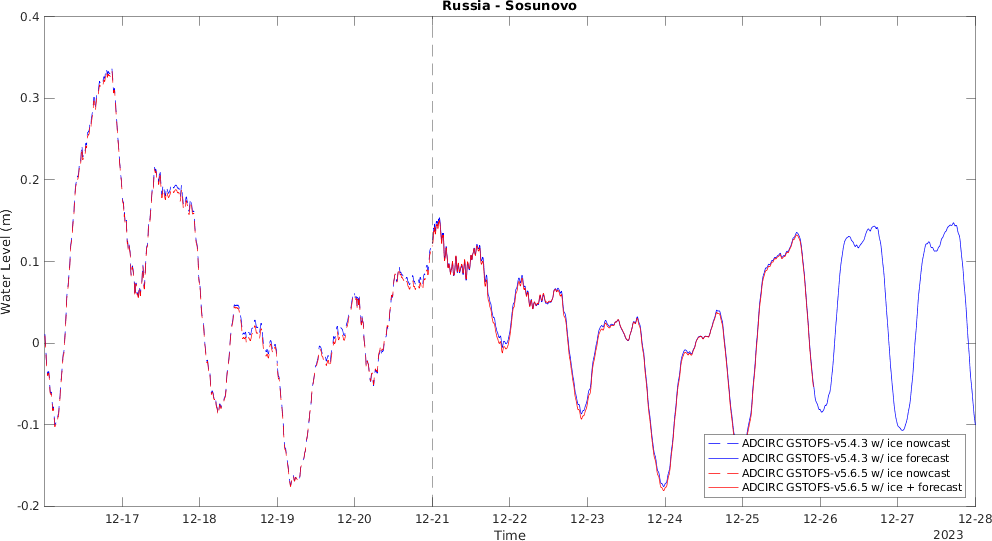 Russia - Sosunovo
0.4
0.3
0.2
0.1
0
-0.1
-0.2
Water Level (m)
ADCIRC GSTOFS-v5.4.3 w/ ice nowcast
ADCIRC GSTOFS-v5.4.3 w/ ice forecast
ADCIRC GSTOFS-v5.6.5 w/ ice nowcast
ADCIRC GSTOFS-v5.6.5 w/ ice + forecast
12-17 12-18 12-19 12-20 12-21 12-22 12-23 12-24 12-25 12-26 12-27 12-28
Time
2023